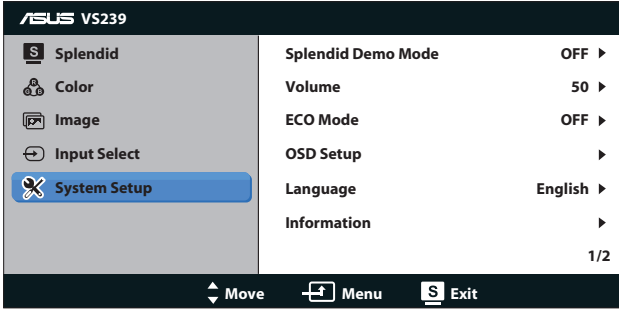 ASUS VS239
S Splendid
Color
Image
Input Select
System Setup
Splendid Demo Mode OFF
Volume 50
ECO Mode OFF
OSD Setup
Language English
Information
1/2
Move Menu S Exit